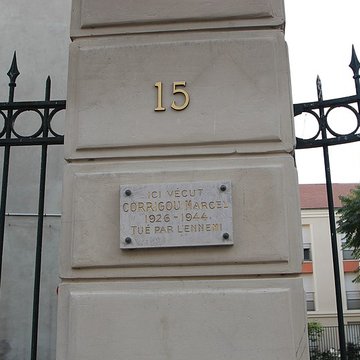 15
ICI VÉCUT
CORRIGOU MARCEL
1926-1944
TUÉ PAR L'ENNEMI